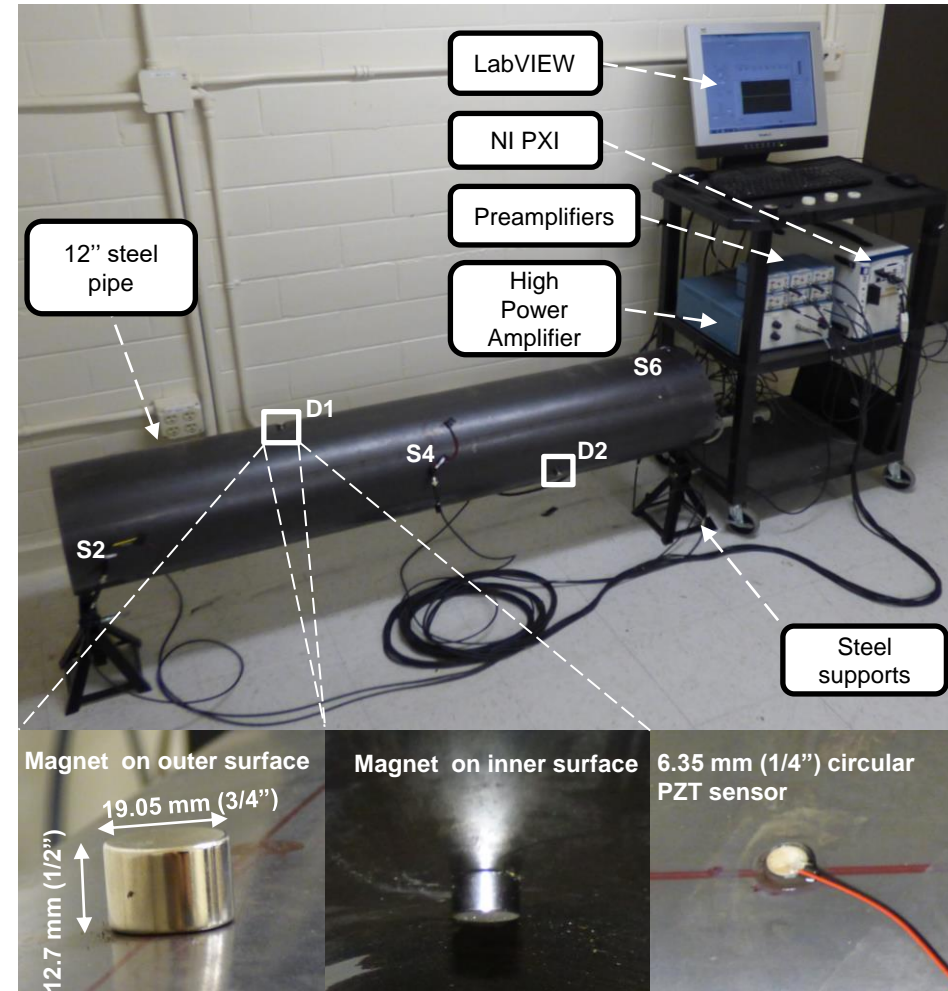 LabVIEW
NI PXI
Preamplifiers
12’’ steel
pipe
High
Power
Amplifier
S6
D1
S4
D2
S2
Steel
supports
Magnet on outer surface
19.05 mm (3/4”)
12.7 mm (1/2”)
Magnet on inner surface
6.35 mm (1/4”) circular
PZT sensor